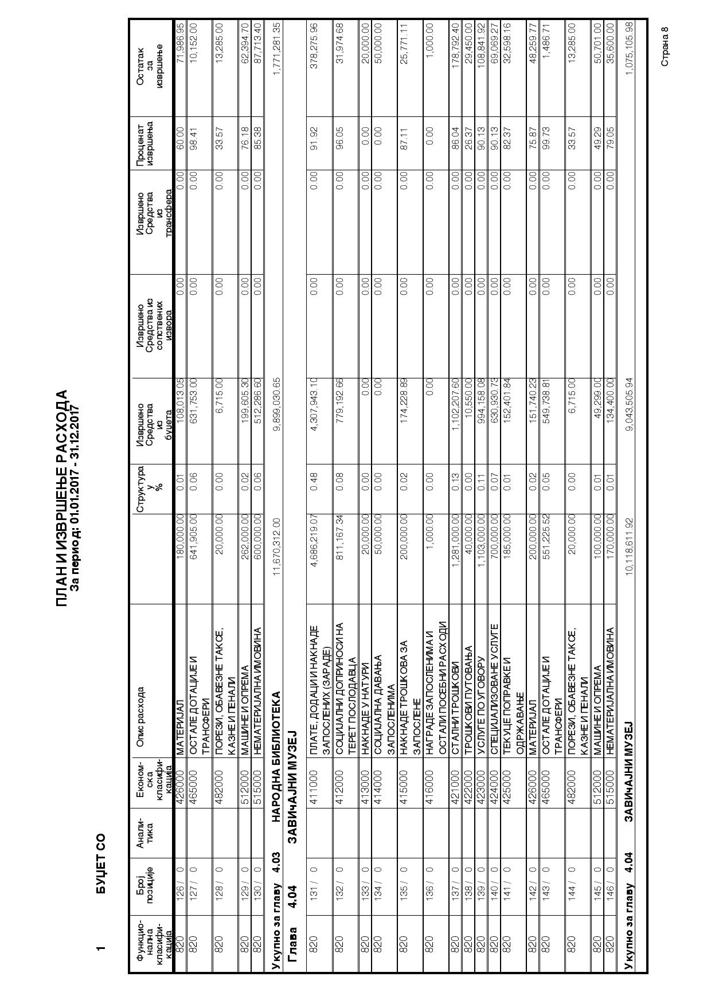 ПЛАН И ИЗВРШЕЊЕ РАСХОДА
За период: 01.01.2017 - 31.12.2017
1 БУЏЕТ СО
Функцио- Број Анали- Економ- Опис расхода Структура Извршено Извршено Извршено Проценат Остатак
нална позиције тика ска у Средства Средства из Средства извршења за
класифи- класифи- % из сопствених из извршење
кација кација буџета извора трансфера
820 126 / 0 426000 МАТЕРИЈАЛ 180,000.00 0.01 108,013.05 0.00 0.00 60.00 71,986.95
820 127 / 0 465000 ОСТАЛЕ ДОТАЦИЈЕ И 641,905.00 0.06 631,753.00 0.00 0.00 98.41 10,152.00
ТРАНСФЕРИ
820 128 / 0 482000 ПОРЕЗИ, ОБАВЕЗНЕ ТАКСЕ, 20,000.00 0.00 6,715.00 0.00 0.00 33.57 13,285.00
КАЗНЕ И ПЕНАЛИ
820 129 / 0 512000 МАШИНЕ И ОПРЕМА 262,000.00 0.02 199,605.30 0.00 0.00 76.18 62,394.70
820 130 / 0 515000 НЕМАТЕРИЈАЛНА ИМОВИНА 600,000.00 0.06 512,286.60 0.00 0.00 85.38 87,713.40
Укупно за главу 4.03 НАРОДНА БИБЛИОТЕКА 11,670,312.00 9,899,030.65 1,771,281.35
Глава 4.04 ЗАВИчАЈНИ МУЗЕЈ
820 131 / 0 411000 ПЛАТЕ, ДОДАЦИ И НАКНАДЕ 4,686,219.07 0.48 4,307,943.10 0.00 0.00 91.92 378,275.96
ЗАПОСЛЕНИХ (ЗАРАДЕ)
820 132 / 0 412000 СОЦИЈАЛНИ ДОПРИНОСИ НА 811,167.34 0.08 779,192.66 0.00 0.00 96.05 31,974.68
ТЕРЕТ ПОСЛОДАВЦА
820 133 / 0 413000 НАКНАДЕ У НАТУРИ 20,000.00 0.00 0.00 0.00 0.00 0.00 20,000.00
820 134 / 0 414000 СОЦИЈАЛНА ДАВАЊА 50,000.00 0.00 0.00 0.00 0.00 0.00 50,000.00
ЗАПОСЛЕНИМА
820 135 / 0 415000 НАКНАДЕ ТРОШКОВА ЗА 200,000.00 0.02 174,228.89 0.00 0.00 87.11 25,771.11
ЗАПОСЛЕНЕ
820 136 / 0 416000 НАГРАДЕ ЗАПОСЛЕНИМА И 1,000.00 0.00 0.00 0.00 0.00 0.00 1,000.00
ОСТАЛИ ПОСЕБНИ РАСХОДИ
820 137 / 0 421000 СТАЛНИ ТРОШКОВИ 1,281,000.00 0.13 1,102,207.60 0.00 0.00 86.04 178,792.40
820 138 / 0 422000 ТРОШКОВИ ПУТОВАЊА 40,000.00 0.00 10,550.00 0.00 0.00 26.37 29,450.00
820 139 / 0 423000 УСЛУГЕ ПО УГОВОРУ 1,103,000.00 0.11 994,158.08 0.00 0.00 90.13 108,841.92
820 140 / 0 424000 СПЕЦИЈАЛИЗОВАНЕ УСЛУГЕ 700,000.00 0.07 630,930.73 0.00 0.00 90.13 69,069.27
820 141 / 0 425000 ТЕКУЦЕ ПОПРАВКЕ И 185,000.00 0.01 152,401.84 0.00 0.00 82.37 32,598.16
ОДРЖАВАЊЕ
820 142 / 0 426000 МАТЕРИЈАЛ 200,000.00 0.02 151,740.23 0.00 0.00 75.87 48,259.77
820 143 / 0 465000 ОСТАЛЕ ДОТАЦИЈЕ И 551,225.52 0.05 549,738.81 0.00 0.00 99.73 1,486.71
ТРАНСФЕРИ
820 144 / 0 482000 ПОРЕЗИ, ОБАВЕЗНЕ ТАКСЕ, 20,000.00 0.00 6,715.00 0.00 0.00 33.57 13,285.00
КАЗНЕ И ПЕНАЛИ
820 145 / 0 512000 МАШИНЕ И ОПРЕМА 100,000.00 0.01 49,299.00 0.00 0.00 49.29 50,701.00
820 146 / 0 515000 НЕМАТЕРИЈАЛНА ИМОВИНА 170,000.00 0.01 134,400.00 0.00 0.00 79.05 35,600.00
Укупно за главу 4.04 ЗАВИчАЈНИ МУЗЕЈ 10,118,611.92 9,043,505.94 1,075,105.98
Страна 8